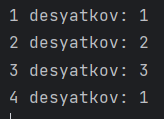 1 desyatkov: 1
2 desyatkov: 2
3 desyatkov: 3
4 desyatkov: 1